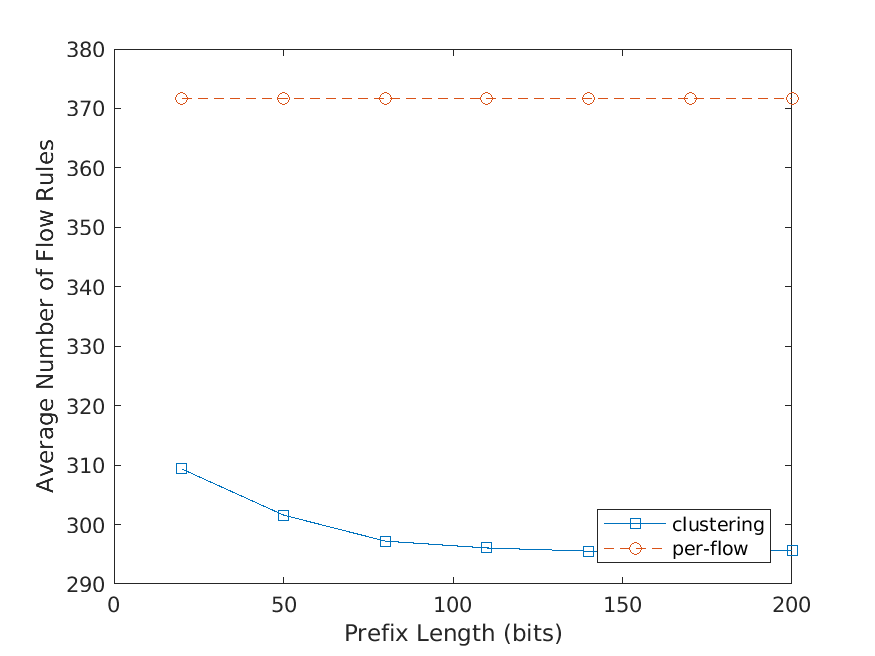 380
370
360
350
340
330
320
310
300
290
Average Number of Flow Rules
clustering
per-flow
0 50 100 150 200
Prefix Length (bits)